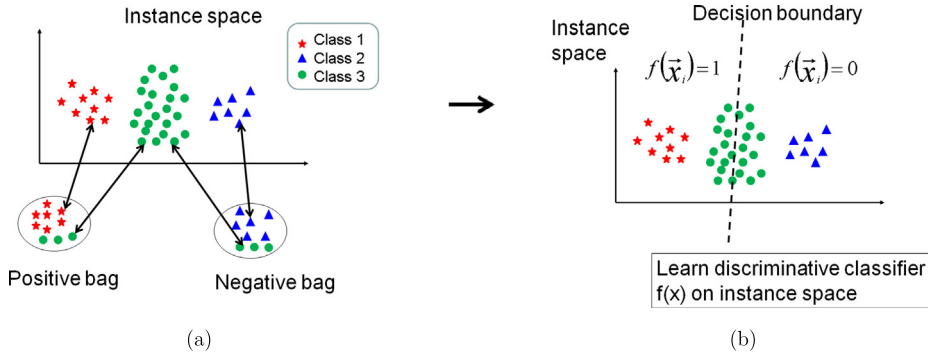 Instance space
Class 1
Class 2
Class 3
Positive bag
Negative bag
(a)
Decision boundary
Instance
space
f(x⃗ᵢ)=1
f(x⃗ᵢ)=0
Learn discriminative classifier
f(x) on instance space
(b)